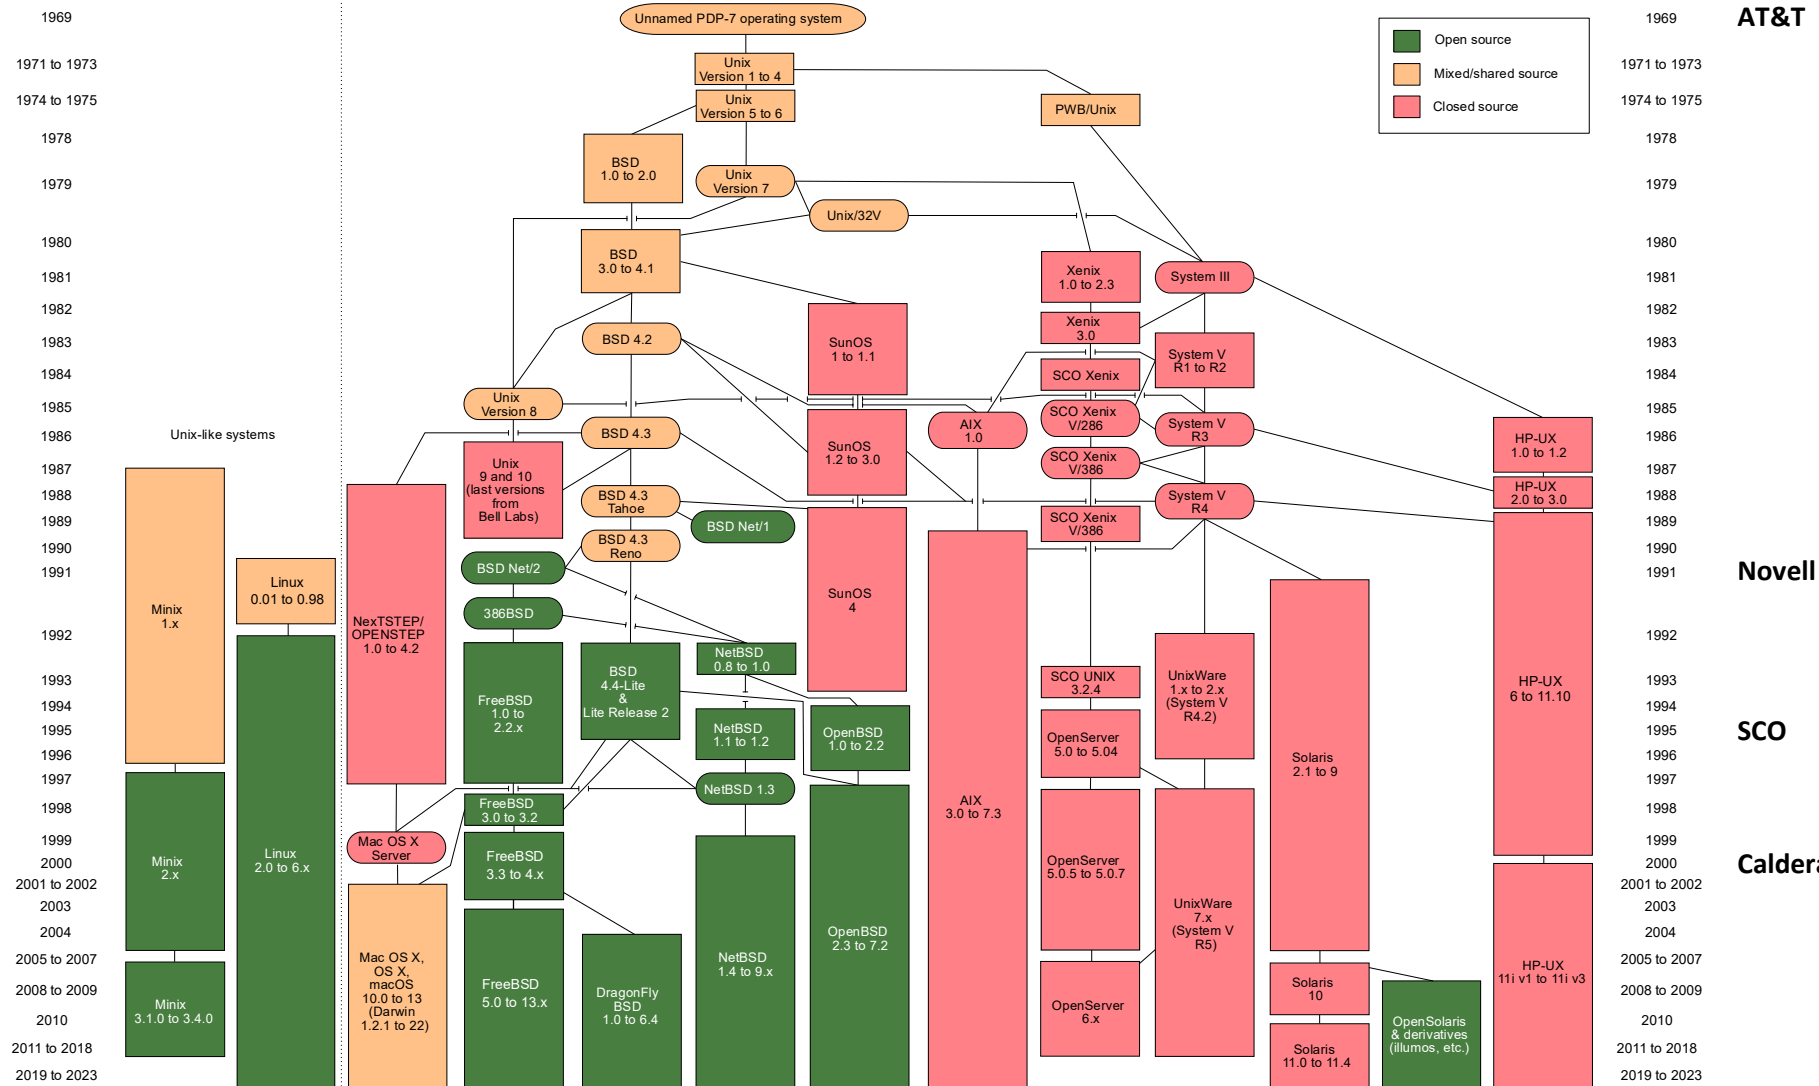 1969
Unnamed PDP-7 operating system
1969
AT&T
Open source
Mixed/shared source
Closed source
1971 to 1973
Unix
Version 1 to 4
1971 to 1973
1974 to 1975
Unix
Version 5 to 6
PWB/Unix
1974 to 1975
1978
BSD
1.0 to 2.0
1978
1979
Unix
Version 7
1979
Unix/32V
1980
BSD
3.0 to 4.1
1980
1981
Xenix
1.0 to 2.3
System III
1981
1982
Xenix
3.0
1982
1983
BSD 4.2
SunOS
1 to 1.1
System V
R1 to R2
1983
1984
SCO Xenix
1984
1985
Unix
Version 8
SCO Xenix
V/286
1985
1986
Unix-like systems
BSD 4.3
SunOS
1.2 to 3.0
AIX
1.0
System V
R3
HP-UX
1.0 to 1.2
1986
1987
Unix
9 and 10
(last versions
from
Bell Labs)
SCO Xenix
V/386
1987
1988
BSD 4.3
Tahoe
System V
R4
HP-UX
2.0 to 3.0
1988
1989
BSD Net/1
SCO Xenix
V/386
1989
1990
BSD 4.3
Reno
1990
1991
BSD Net/2
1991
Novell
Minix
1.x
Linux
0.01 to 0.98
NexTSTEP/
OPENSTEP
1.0 to 4.2
386BSD
SunOS
4
1992
1992
FreeBSD
1.0 to
2.2.x
BSD
4.4-Lite
&
Lite Release 2
NetBSD
0.8 to 1.0
1993
SCO UNIX
3.2.4
UnixWare
1.x to 2.x
(System V
R4.2)
HP-UX
6 to 11.10
1993
1994
1994
1995
NetBSD
1.1 to 1.2
OpenBSD
1.0 to 2.2
OpenServer
5.0 to 5.04
1995
SCO
1996
Solaris
2.1 to 9
1996
1997
NetBSD 1.3
1997
1998
FreeBSD
3.0 to 3.2
AIX
3.0 to 7.3
1998
1999
Mac OS X
Server
1999
2000
Minix
2.x
Linux
2.0 to 6.x
FreeBSD
3.3 to 4.x
OpenServer
5.0.5 to 5.0.7
2000
Caldera
2001 to 2002
2001 to 2002
2003
UnixWare
7.x
(System V
R5)
2003
2004
OpenBSD
2.3 to 7.2
2004
2005 to 2007
Mac OS X,
OS X,
macOS
10.0 to 13
(Darwin
1.2.1 to 22)
NetBSD
1.4 to 9.x
HP-UX
11i v1 to 11i v3
2005 to 2007
2008 to 2009
Minix
3.1.0 to 3.4.0
FreeBSD
5.0 to 13.x
DragonFly
BSD
1.0 to 6.4
OpenServer
6.x
Solaris
10
2008 to 2009
2010
OpenSolaris
& derivatives
(illumos, etc.)
2010
2011 to 2018
Solaris
11.0 to 11.4
2011 to 2018
2019 to 2023
2019 to 2023